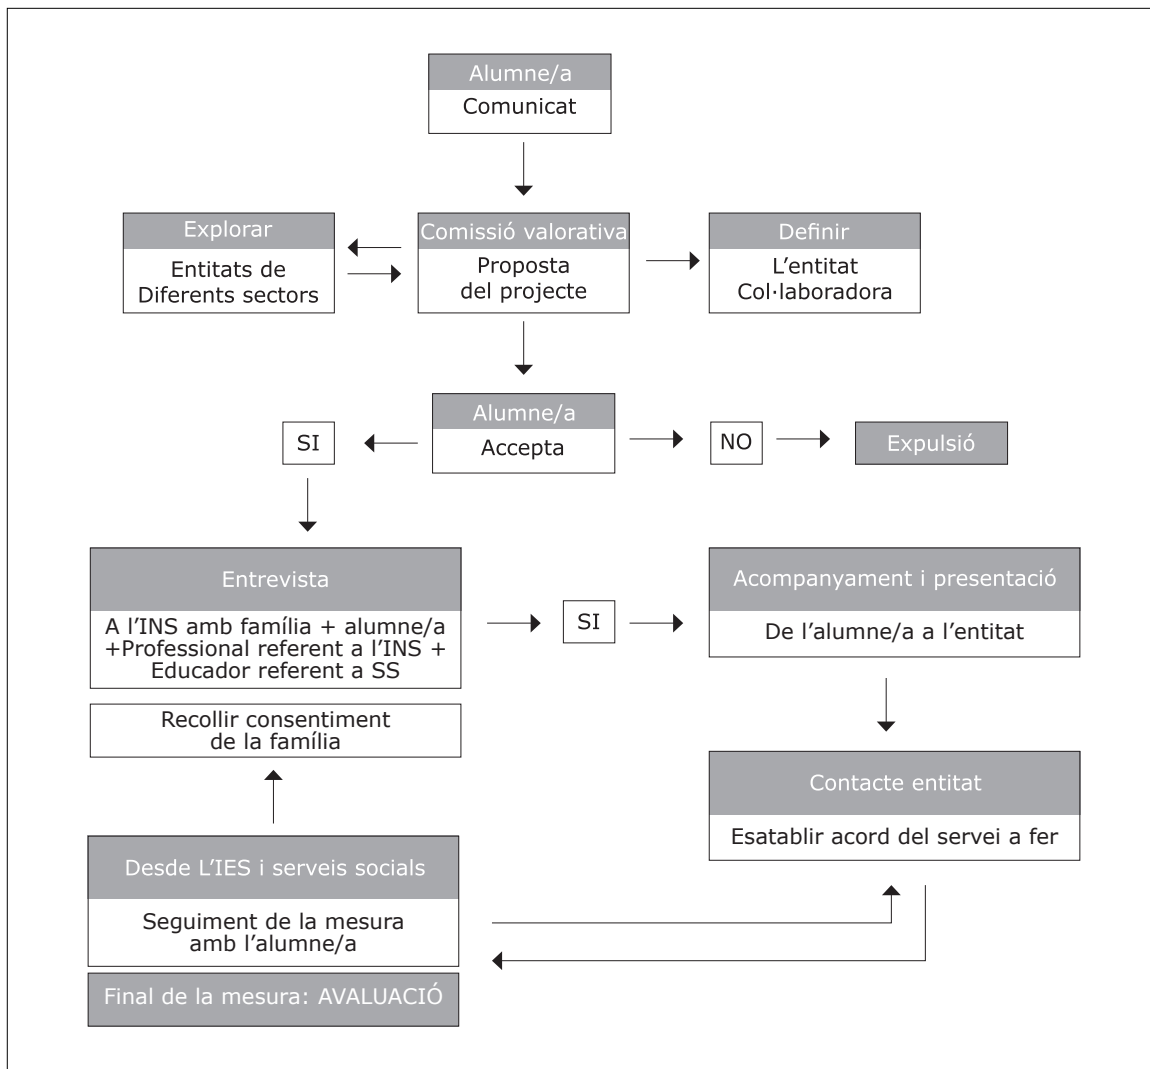 Alumne/a
Comunicat
Explorar
Entitats de
Diferents sectors
Comissió valorativa
Proposta
del projecte
Definir
L'entitat
Col·laboradora
SI
Alumne/a
Accepta
NO
Expulsió
Entrevista
A l'INS amb família + alumne/a
+Professional referent a l'INS +
Educador referent a SS
Recollir consentiment
de la família
SI
Acompanyament i presentació
De l'alumne/a a l'entitat
Contacte entitat
Esatablir acord del servei a fer
Desde L'IES i serveis socials
Seguiment de la mesura
amb l'alumne/a
Final de la mesura: AVALUACIÓ